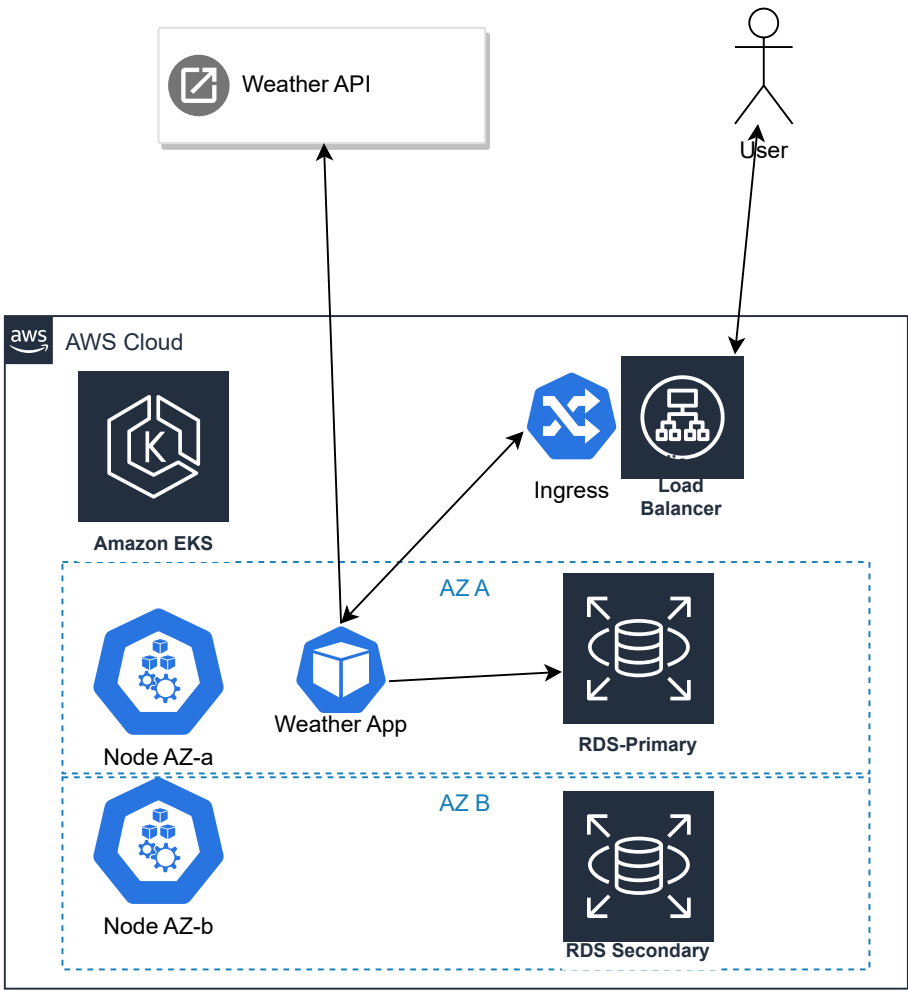 Weather API
User
aws
AWS Cloud
K
Amazon EKS
Ingress
Load
Balancer
AZ A
Weather App
Node AZ-a
RDS-Primary
AZ B
Node AZ-b
RDS Secondary